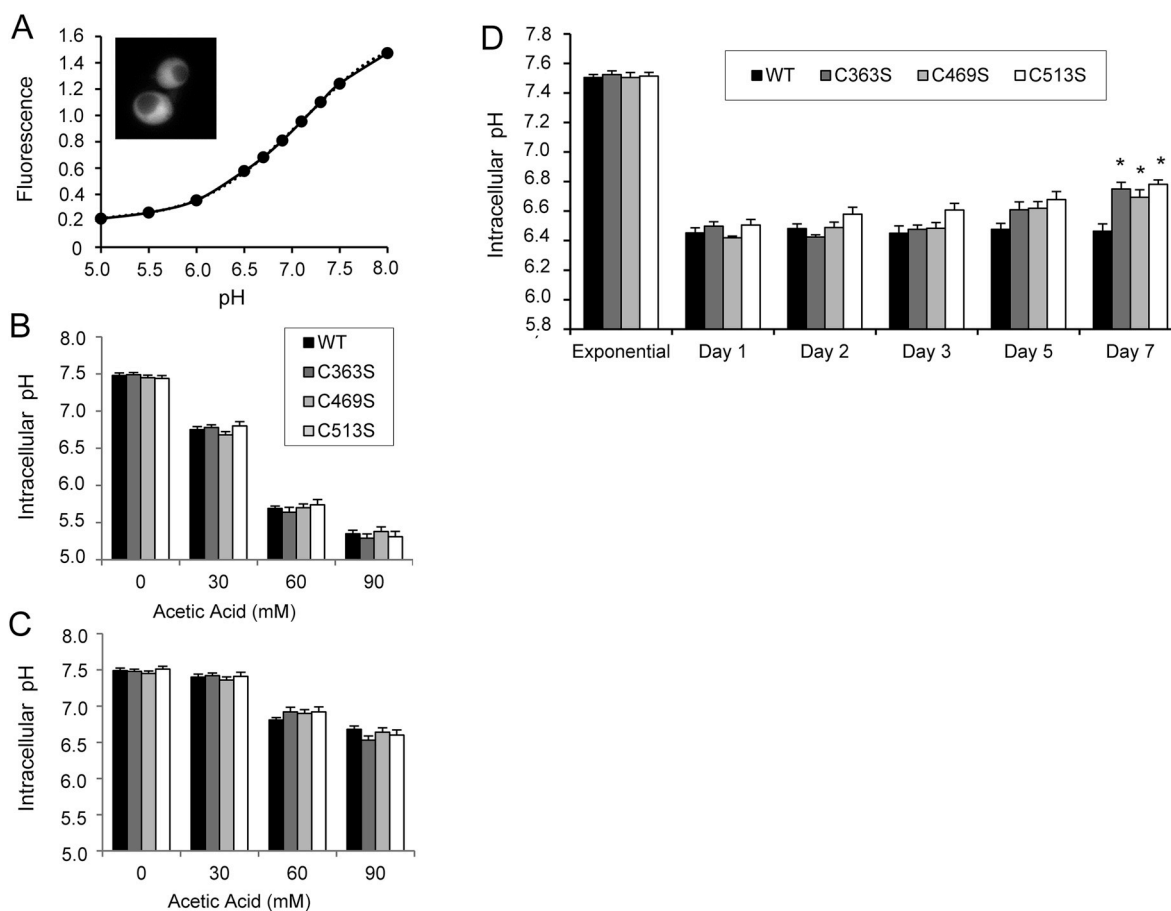 A
Fluorescence
1.6
1.4
1.2
1.0
0.8
0.6
0.4
0.2
0
5.0 5.5 6.0 6.5 7.0 7.5 8.0
pH
B
Intracellular pH
8.0
7.5
7.0
6.5
6.0
5.5
5.0
WT
C363S
C469S
C513S
0 30 60 90
Acetic Acid (mM)
C
Intracellular pH
8.0
7.5
7.0
6.5
6.0
5.5
5.0
0 30 60 90
Acetic Acid (mM)
D
Intracellular pH
7.8
7.6
7.4
7.2
7.0
6.8
6.6
6.4
6.2
6.0
5.8
WT C363S C469S C513S
* * *
Exponential Day 1 Day 2 Day 3 Day 5 Day 7